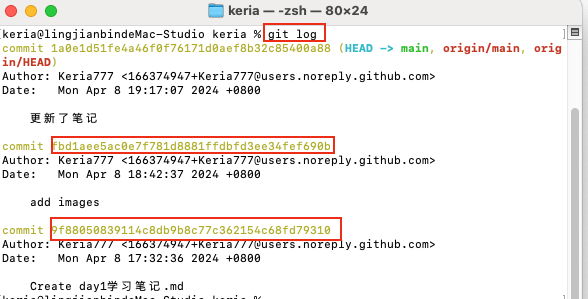 keria — -zsh — 80×24
keria@lingjianbindeMac-Studio keria % git log
commit 1a0e1d51fe4a46f0f76171d0aef8b32c85400a88 (HEAD -> main, origin/main, orig
in/HEAD)
Author: Keria777 <166374947+Keria777@users.noreply.github.com>
Date:   Mon Apr 8 19:17:07 2024 +0800
更新了笔记
commit fbd1aee5ac0e7f781d8881ffdbfd3ee34fef690b
Author: Keria777 <166374947+Keria777@users.noreply.github.com>
Date:   Mon Apr 8 18:42:37 2024 +0800
add images
commit 9f88050839114c8db9b8c77c362154c68fd79310
Author: Keria777 <166374947+Keria777@users.noreply.github.com>
Date:   Mon Apr 8 17:32:36 2024 +0800
Create day1学习笔记.md
keria@lingjianbindeMac-Studio keria %